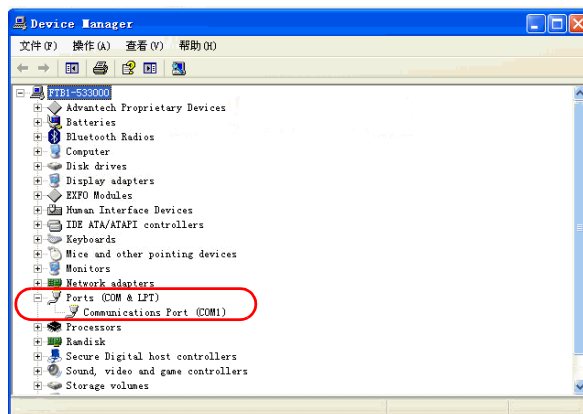 Device Manager
文件(F) 操作(A) 查看(V) 帮助(H)
FTB1-533000
Advantech Proprietary Devices
Batteries
Bluetooth Radios
Computer
Disk drives
Display adapters
EXFO Modules
Human Interface Devices
IDE ATA/ATAPI controllers
Keyboards
Mice and other pointing devices
Monitors
Network adapters
Ports (COM & LPT)
Communications Port (COM1)
Processors
Ramdisk
Secure Digital host controllers
Sound, video and game controllers
Storage volumes